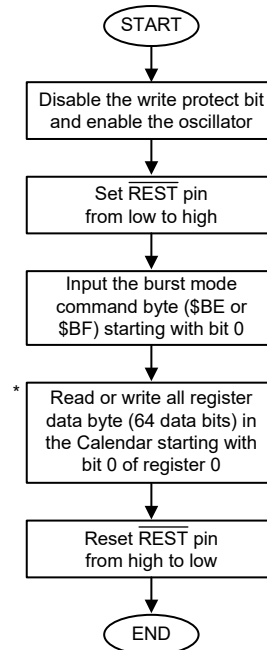 START
Disable the write protect bit
and enable the oscillator
Set REST pin
from low to high
Input the burst mode
command byte ($BE or
$BF) starting with bit 0
*
Read or write all register
data byte (64 data bits) in
the Calendar starting with
bit 0 of register 0
Reset REST pin
from high to low
END